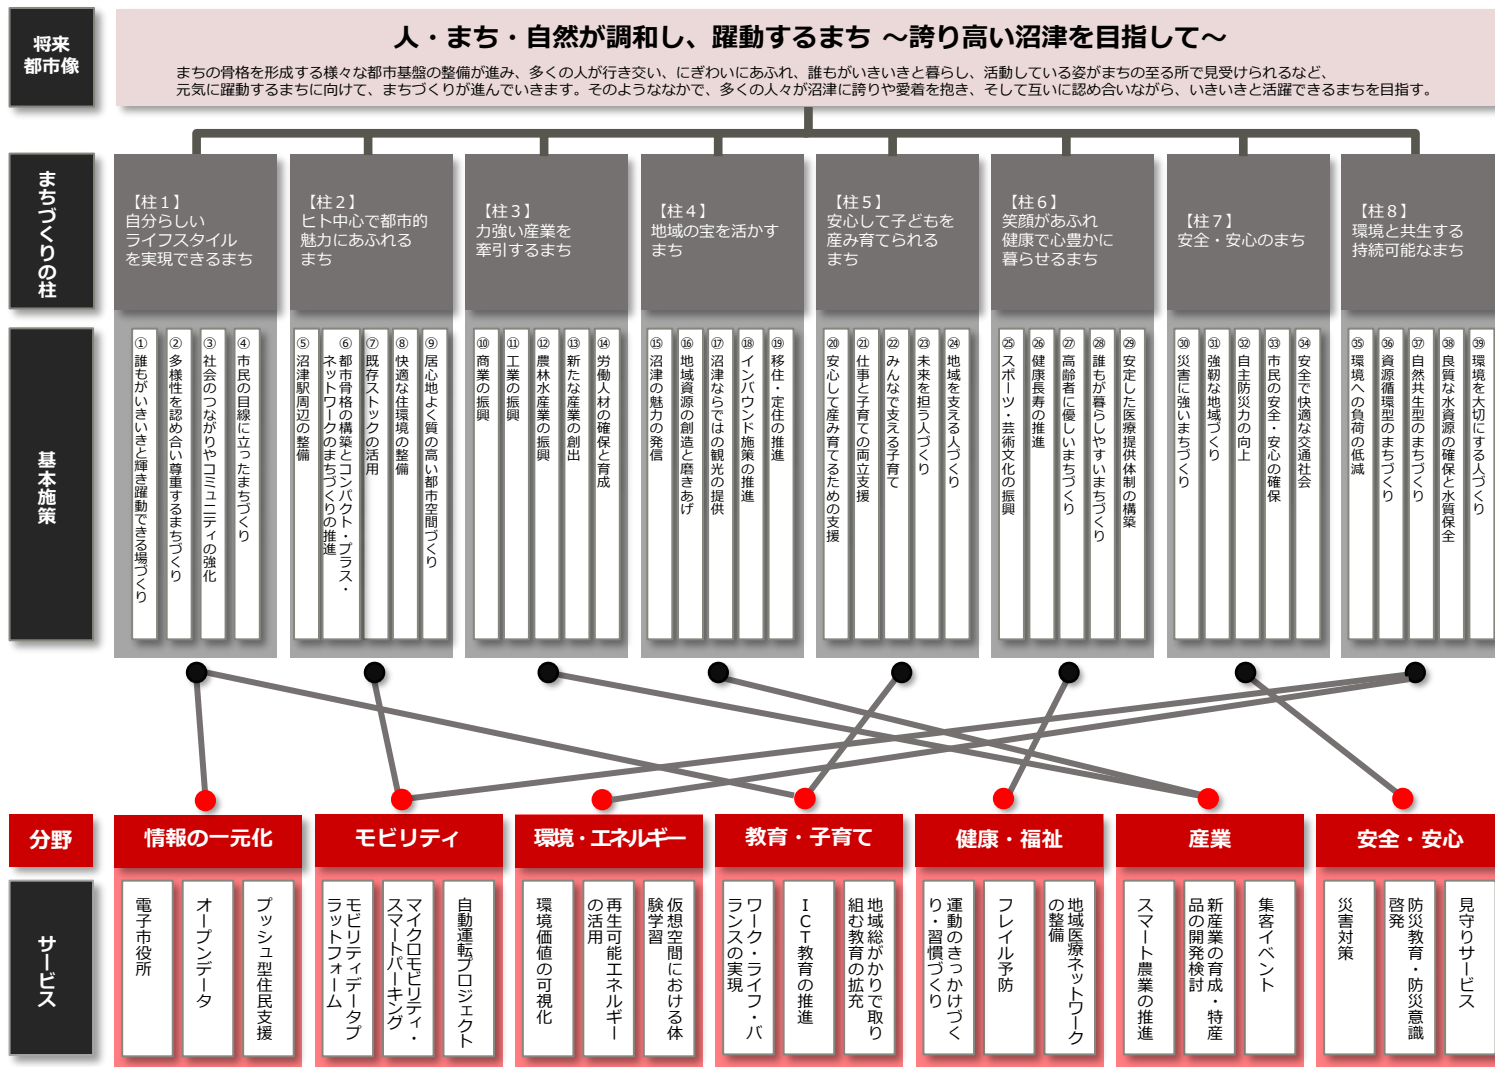 将来
都市像
人・まち・自然が調和し、躍動するまち ～誇り高い沼津を目指して～
まちの骨格を形成する様々な都市基盤の整備が進み、多くの人が行き交い、にぎわいにあふれ、誰もがいきいきと暮らし、活動している姿がまちの至る所で見受けられるなど、
元気に躍動するまちに向けて、まちづくりが進んでいきます。そのようななかで、多くの人々が沼津に誇りや愛着を抱き、そして互いに認め合いながら、いきいきと活躍できるまちを目指す。
まちづくりの柱
【柱１】
自分らしい
ライフスタイル
を実現できるまち
【柱２】
ヒト中心で都市的
魅力にあふれる
まち
【柱３】
力強い産業を
牽引するまち
【柱４】
地域の宝を活かす
まち
【柱５】
安心して子どもを
産み育てられる
まち
【柱６】
笑顔があふれ
健康で心豊かに
暮らせるまち
【柱７】
安全・安心のまち
【柱８】
環境と共生する
持続可能なまち
基本施策
①誰もがいきいきと輝き躍動できる場づくり
②多様性を認め合い尊重するまちづくり
③社会のつながりやコミュニティの強化
④市民の目線に立ったまちづくり
⑤沼津駅周辺の整備
⑥都市骨格の構築とコンパクト・プラス・
ネットワークのまちづくりの推進
⑦既存ストックの活用
⑧快適な住環境の整備
⑨居心地よく質の高い都市空間づくり
⑩商業の振興
⑪工業の振興
⑫農林水産業の振興
⑬新たな産業の創出
⑭労働人材の確保と育成
⑮沼津の魅力の発信
⑯地域資源の創造と磨きあげ
⑰沼津ならではの観光の提供
⑱インバウンド施策の推進
⑲移住・定住の推進
⑳安心して産み育てるための支援
㉑仕事と子育ての両立支援
㉒みんなで支える子育て
㉓未来を担う人づくり
㉔地域を支える人づくり
㉕スポーツ・芸術文化の振興
㉖健康長寿の推進
㉗高齢者に優しいまちづくり
㉘誰もが暮らしやすいまちづくり
㉙安定した医療提供体制の構築
㉚災害に強いまちづくり
㉛強靭な地域づくり
㉜自主防災力の向上
㉝市民の安全・安心の確保
㉞安全で快適な交通社会
㉟環境への負荷の低減
㊱資源循環型のまちづくり
㊲自然共生型のまちづくり
㊳良質な水資源の確保と水質保全
㊴環境を大切にする人づくり
分野
情報の一元化
モビリティ
環境・エネルギー
教育・子育て
健康・福祉
産業
安全・安心
サービス
電子市役所
オープンデータ
プッシュ型住民支援
モビリティデータプ
ラットフォーム
マイクロモビリティ・
スマートパーキング
自動運転プロジェクト
環境価値の可視化
再生可能エネルギー
の活用
仮想空間における体
験学習
ワーク・ライフ・バ
ランスの実現
ＩＣＴ教育の推進
地域総がかりで取り
組む教育の拡充
運動のきっかけづく
り・習慣づくり
フレイル予防
地域医療ネットワーク
の整備
スマート農業の推進
新産業の育成・特産
品の開発検討
集客イベント
災害対策
防災教育・防災意識
啓発
見守りサービス